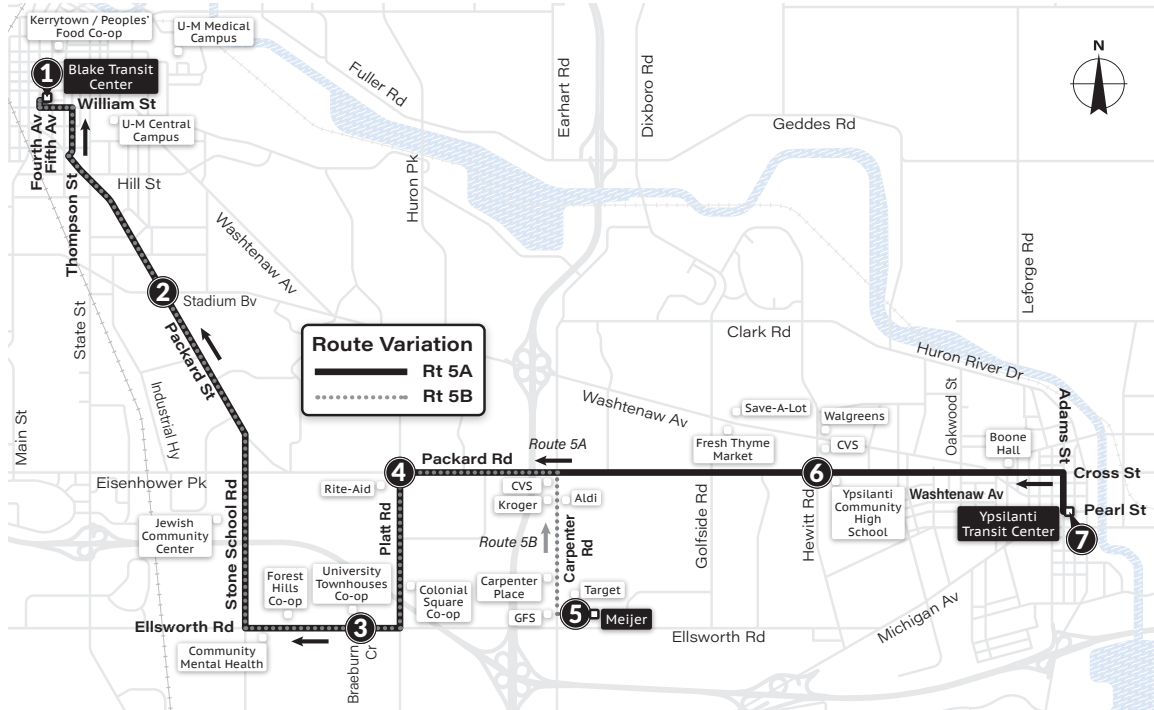 Kerrytown / Peoples'
Food Co-op
U-M Medical
Campus
1
Blake Transit
Center
William St
U-M Central
Campus
Fourth Av
Fifth Av
Thompson St
Hill St
Washtenaw Av
Fuller Rd
Huron Pk
Earhart Rd
Dixboro Rd
Geddes Rd
N
Leforge Rd
2
Stadium Bv
State St
Packard St
Industrial Hy
Main St
Route Variation
Rt 5A
Rt 5B
Clark Rd
Huron River Dr
Washtenaw Av
Save-A-Lot
Walgreens
CVS
Fresh Thyme
Market
Oakwood St
Boone
Hall
Adams St
Cross St
Route 5A
Packard Rd
4
6
Eisenhower Pk
Rite-Aid
CVS
Kroger
Aldi
Golfside Rd
Hewitt Rd
Ypsilanti
Community
High
School
Washtenaw Av
Ypsilanti
Transit Center
Pearl St
7
Jewish
Community
Center
Stone School Rd
Platt Rd
Route 5B
Carpenter
Rd
Forest
Hills
Co-op
University
Townhouses
Co-op
Colonial
Square
Co-op
Carpenter
Place
Target
GFS
5
Meijer
Michigan Av
Ellsworth Rd
3
Ellsworth Rd
Community
Mental Health
Braeburn
Cr